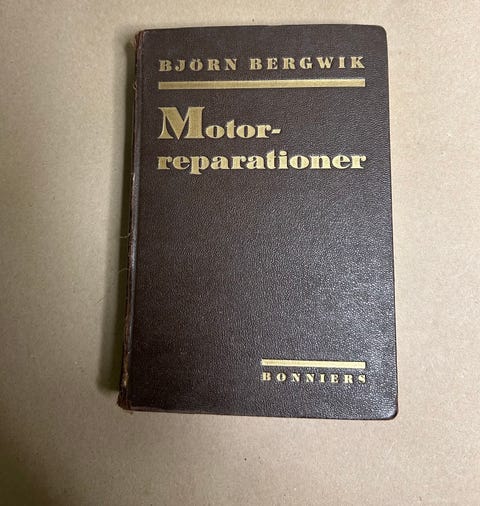 BJÖRN BERGWIK
Motor-
reparationer
BONNIERS